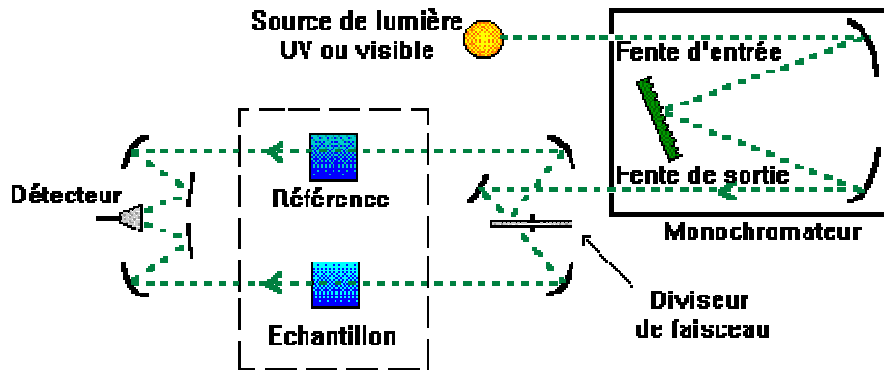 Source de lumière
UV ou visible
Fente d'entrée
Fente de sortie
Monochromateur
Référence
Détecteur
Echantillon
Diviseur
de faisceau